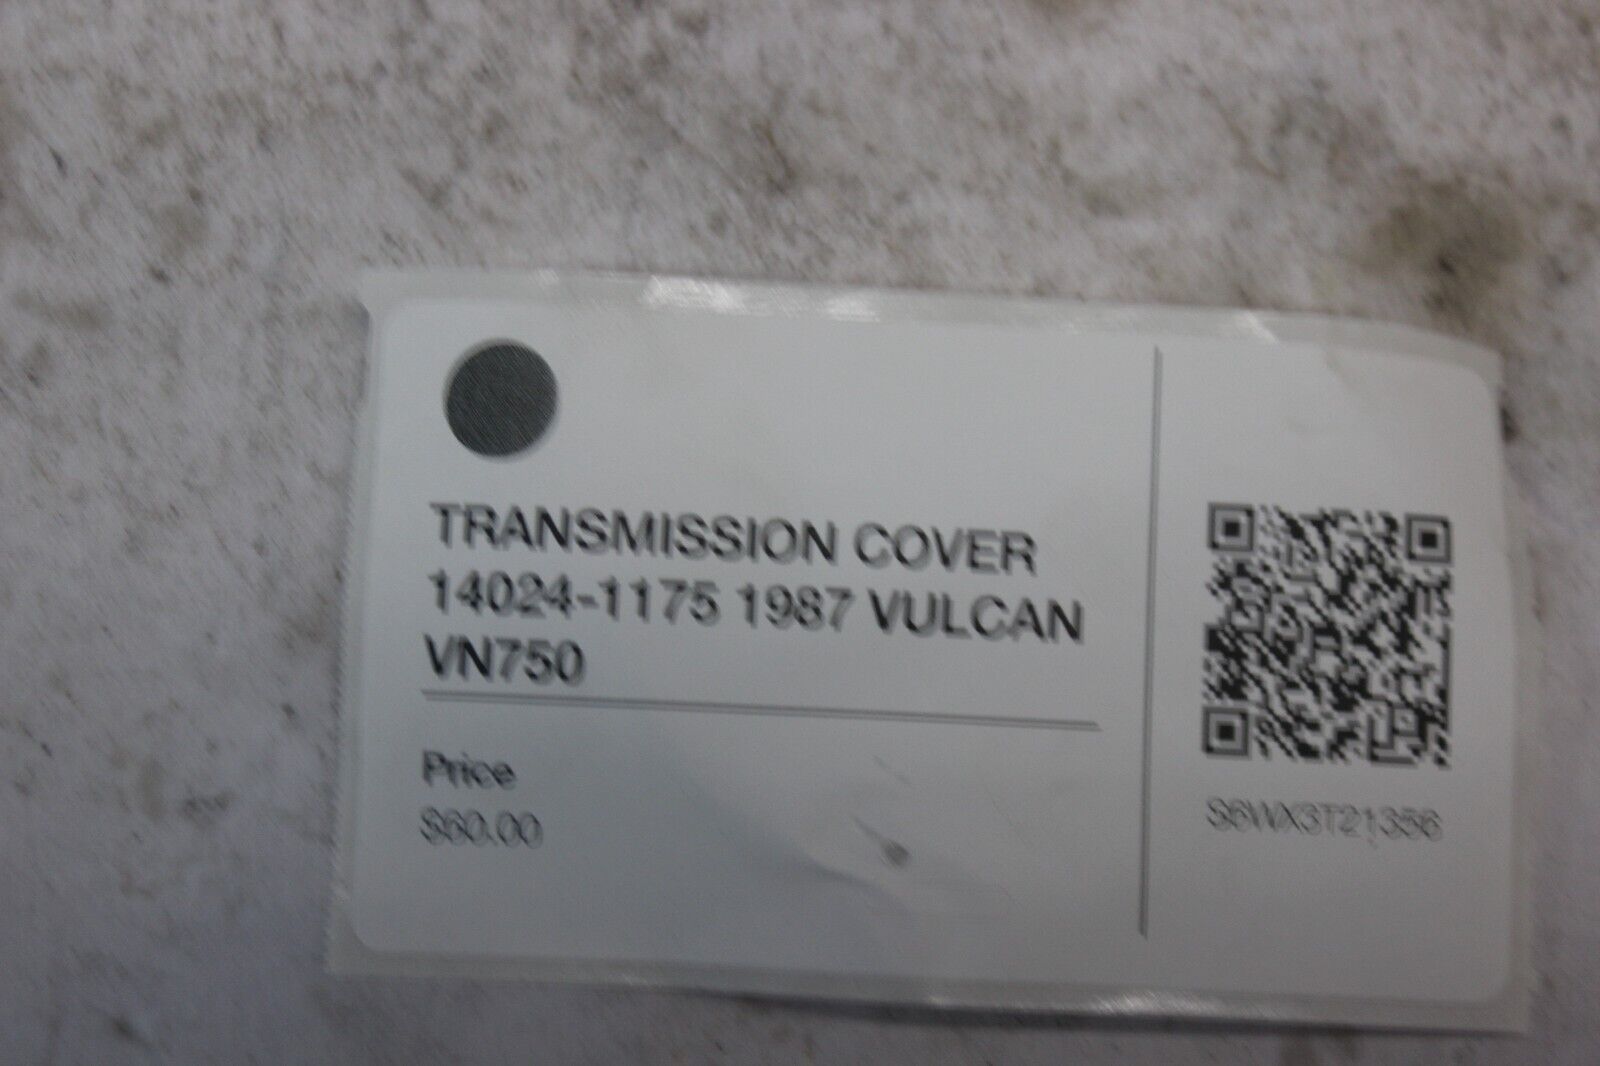 TRANSMISSION COVER
14024-1175 1987 VULCAN
VN750
Price
$60.00
S6WX3T21356